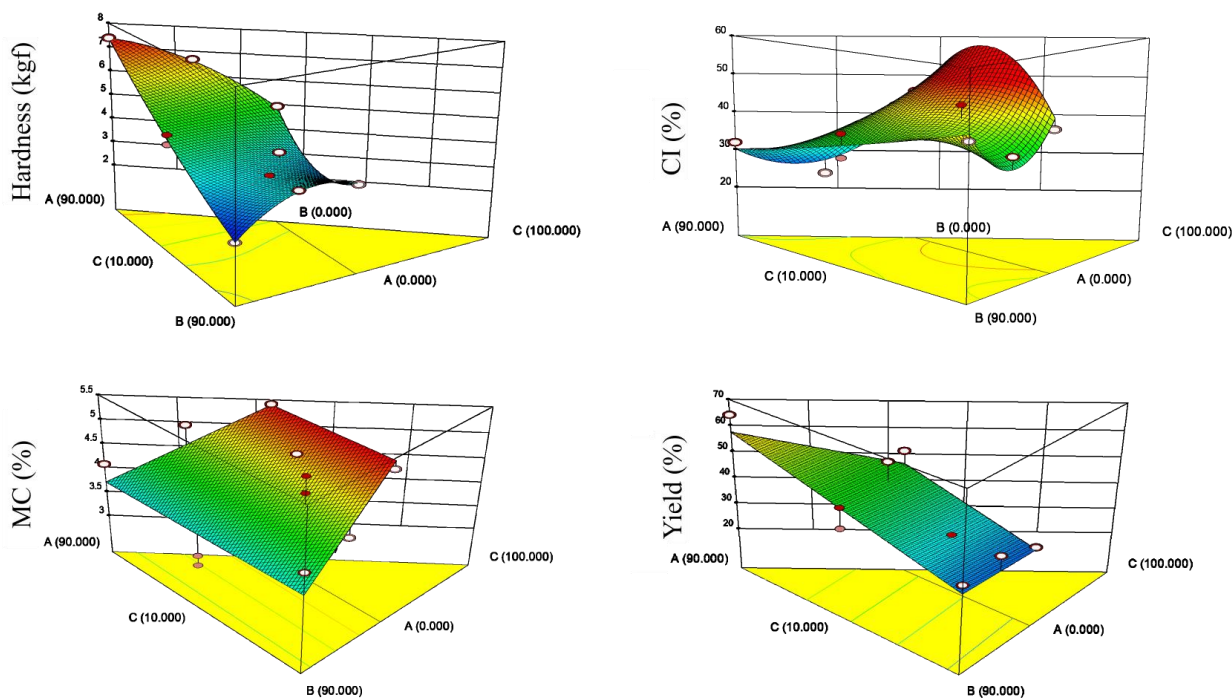 Hardness (kgf)
8
7
6
5
4
3
2
A (90.000)
B (0.000)
C (100.000)
C (10.000)
A (0.000)
B (90.000)
CI (%)
60
50
40
30
20
A (90.000)
B (0.000)
C (100.000)
C (10.000)
A (0.000)
B (90.000)
MC (%)
5.5
5
4.5
4
3.5
3
A (90.000)
C (100.000)
C (10.000)
A (0.000)
B (90.000)
Yield (%)
70
60
50
40
30
20
A (90.000)
C (100.000)
C (10.000)
A (0.000)
B (90.000)